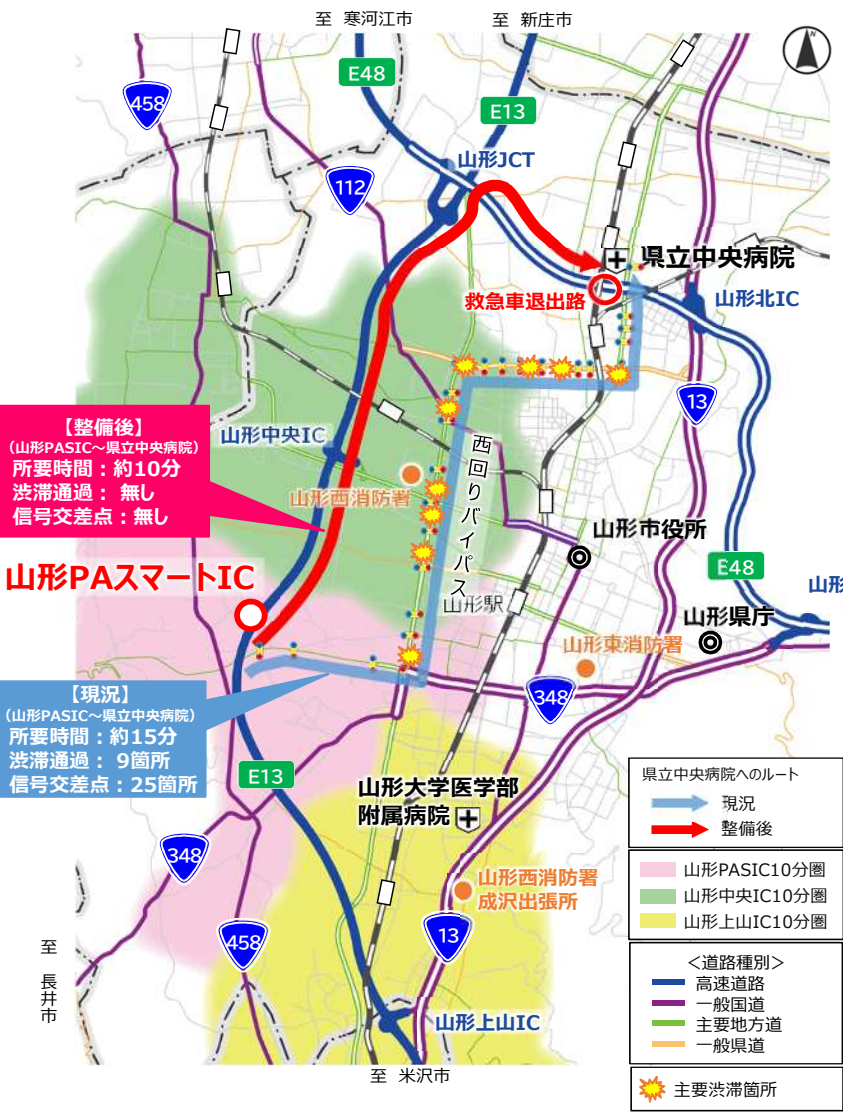 至 寒河江市
至 新庄市
N
E48
458
E13
山形JCT
112
県立中央病院
救急車退出路
山形北IC
13
【整備後】
(山形PASIC～県立中央病院)
所要時間：約10分
渋滞通過： 無し
信号交差点：無し
山形中央IC
山形西消防署
西回りバイパス
山形市役所
山形PAスマートIC
E48
山形駅
山形
山形県庁
山形東消防署
【現況】
(山形PASIC～県立中央病院)
所要時間：約15分
渋滞通過： 9箇所
信号交差点：25箇所
348
E13
山形大学医学部
附属病院
348
山形西消防署
成沢出張所
458
13
至 長井市
山形上山IC
至 米沢市
県立中央病院へのルート
現況
整備後
山形PASIC10分圏
山形中央IC10分圏
山形上山IC10分圏
＜道路種別＞
高速道路
一般国道
主要地方道
一般県道
主要渋滞箇所